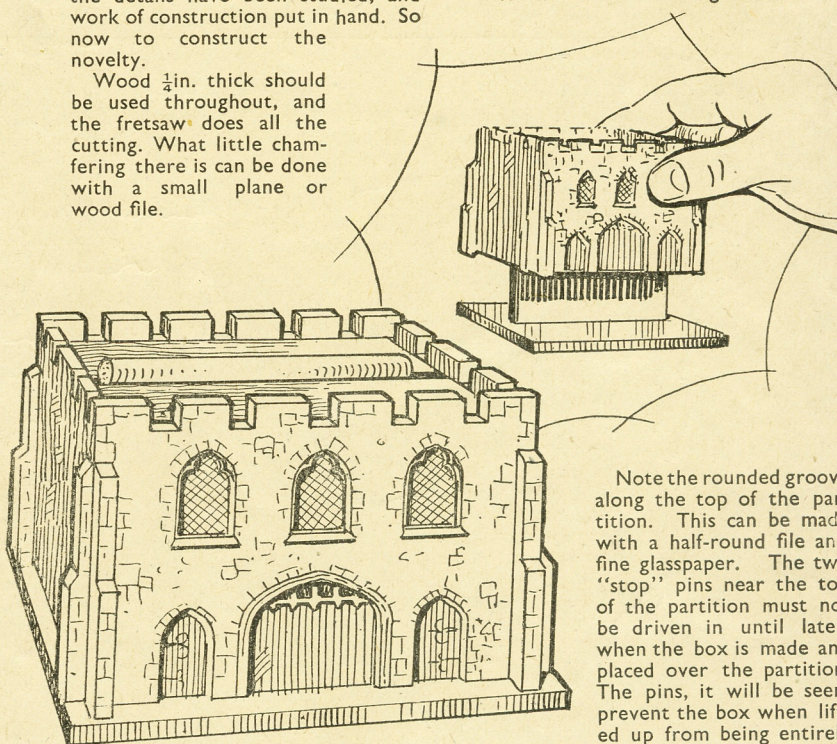 work of construction put in hand. So
now to construct the
novelty.
Wood ¼in. thick should
be used throughout, and
the fretsaw does all the
cutting. What little cham-
fering there is can be done
with a small plane or
wood file.
Note the rounded groov
along the top of the par
tition. This can be mad
with a half-round file an
fine glasspaper. The tw
"stop" pins near the to
of the partition must no
be driven in until late
when the box is made an
placed over the partition
The pins, it will be seen
prevent the box when lif
ed up from being entire